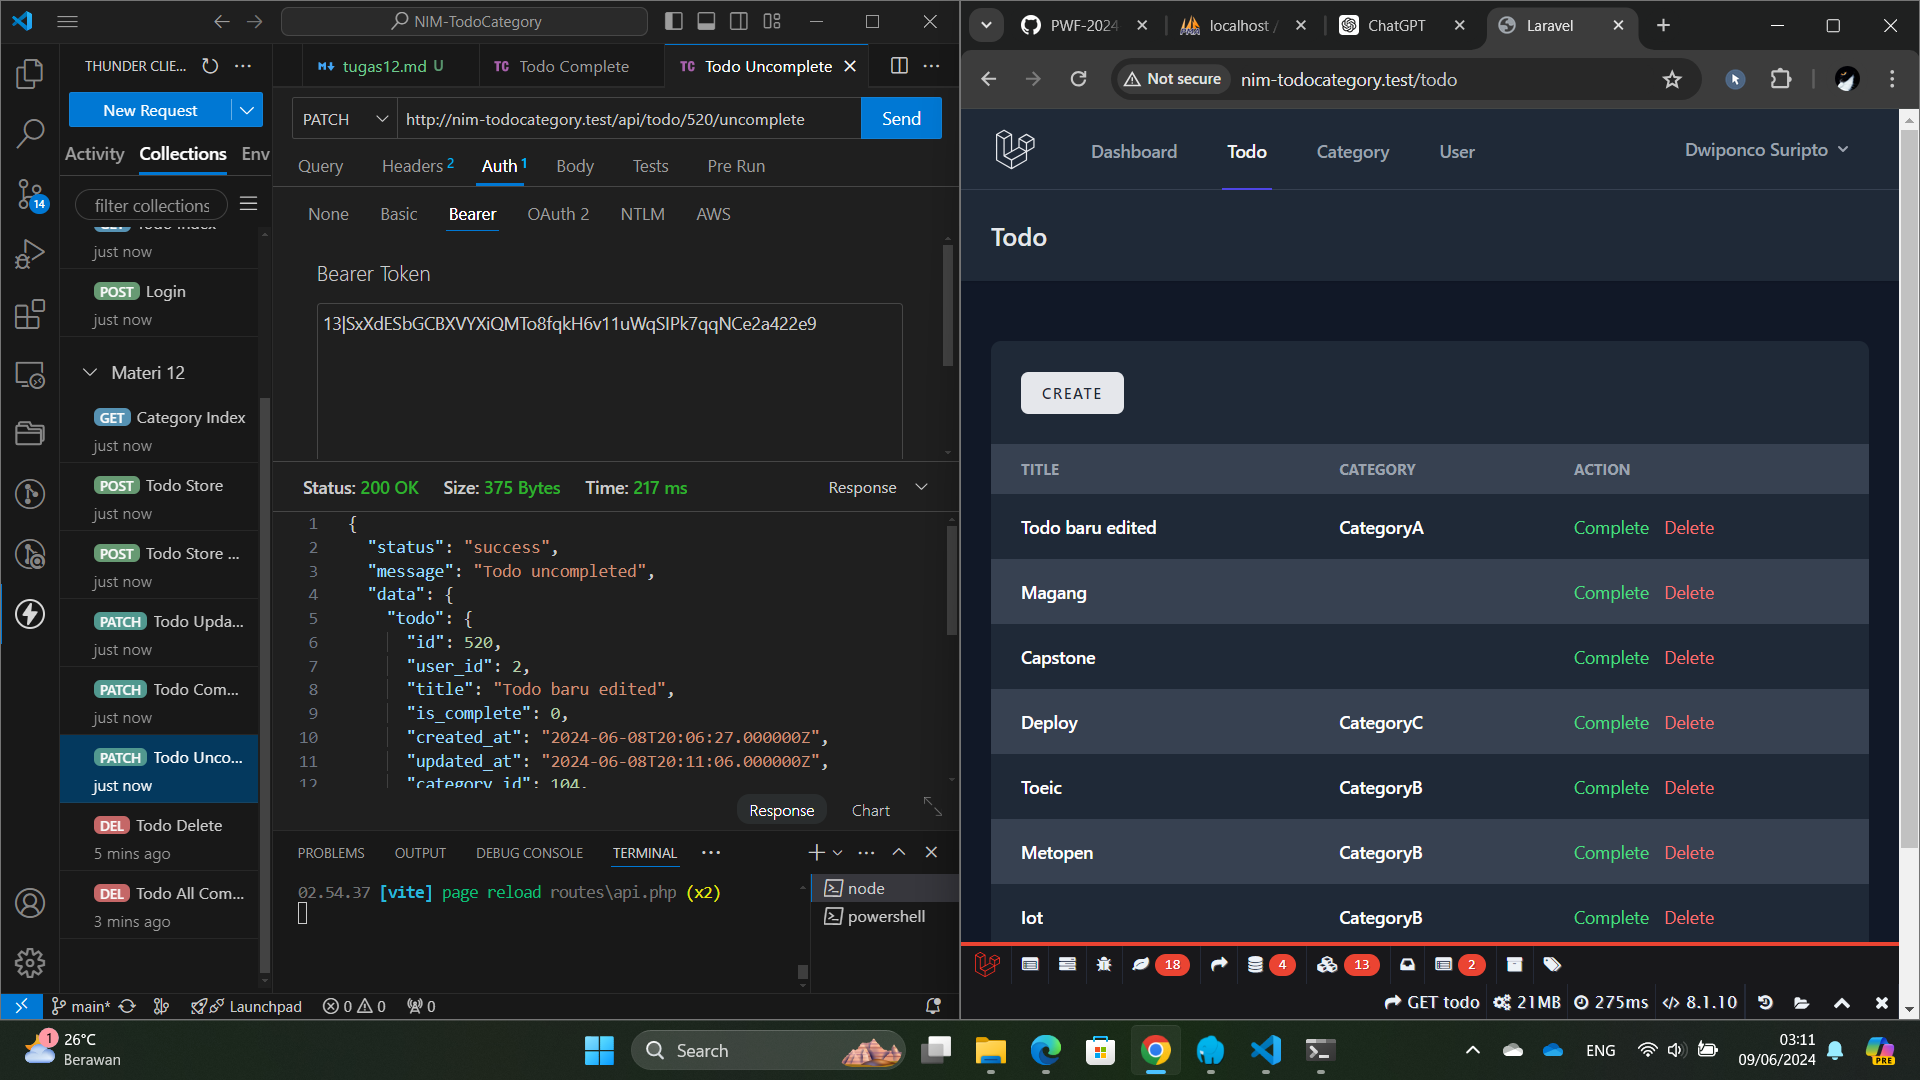 NIM-TodoCategory
THUNDER CLIE...
New Request
Activity
Collections
Env
filter collections
Todo Index
just now
POST Login
just now
Materi 12
GET Category Index
just now
POST Todo Store
just now
POST Todo Store ...
just now
PATCH Todo Upda...
just now
PATCH Todo Com...
just now
PATCH Todo Unco...
just now
DEL Todo Delete
5 mins ago
DEL Todo All Com...
3 mins ago
14
tugas12.md U
TC Todo Complete
TC Todo Uncomplete
PATCH
http://nim-todocategory.test/api/todo/520/uncomplete
Send
Query Headers 2 Auth 1 Body Tests Pre Run
None Basic Bearer OAuth 2 NTLM AWS
Bearer Token
13|SxXdESbGCBXVYXiQMTo8fqkH6v11uWqSIPk7qqNCe2a422e9
Status: 200 OK Size: 375 Bytes Time: 217 ms
Response
1 {
2 "status": "success",
3 "message": "Todo uncompleted",
4 "data": {
5 "todo": {
6 "id": 520,
7 "user_id": 2,
8 "title": "Todo baru edited",
9 "is_complete": 0,
10 "created_at": "2024-06-08T20:06:27.000000Z",
11 "updated_at": "2024-06-08T20:11:06.000000Z",
12 "category_id": 104,
Response Chart
PROBLEMS OUTPUT DEBUG CONSOLE TERMINAL
02.54.37 [vite] page reload routes\api.php (x2)
node
powershell
main* Launchpad 0 0 0
PWF-2024
localhost /
ChatGPT
Laravel
Not secure
nim-todocategory.test/todo
Dashboard Todo Category User
Dwiponco Suripto
Todo
CREATE
TITLE CATEGORY ACTION
Todo baru edited CategoryA Complete Delete
Magang Complete Delete
Capstone Complete Delete
Deploy CategoryC Complete Delete
Toeic CategoryB Complete Delete
Metopen CategoryB Complete Delete
Iot CategoryB Complete Delete
18 4 13 2
GET todo 21MB 275ms 8.1.10
1
26°C
Berawan
Search
ENG
03:11
09/06/2024
PRE